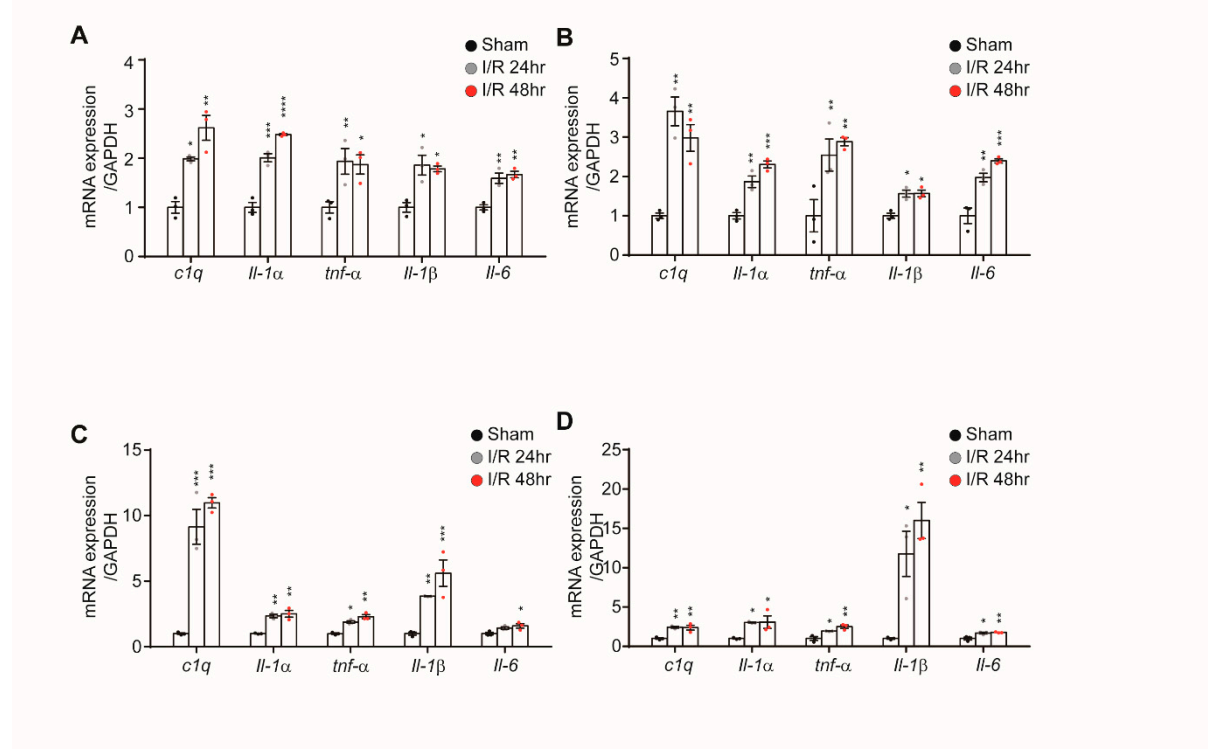 A
Sham
I/R 24hr
I/R 48hr
mRNA expression
/GAPDH
4
3
2
1
0
* ** *** **** ** * * * ** **
c1q Il-1α tnf-α Il-1β Il-6
B
Sham
I/R 24hr
I/R 48hr
mRNA expression
/GAPDH
5
4
3
2
1
0
** ** ** *** ** ** * * ** ***
c1q Il-1α tnf-α Il-1β Il-6
C
Sham
I/R 24hr
I/R 48hr
mRNA expression
/GAPDH
15
10
5
0
*** *** ** ** * ** ** *** *
c1q Il-1α tnf-α Il-1β Il-6
D
Sham
I/R 24hr
I/R 48hr
mRNA expression
/GAPDH
25
20
15
10
5
0
** ** * * * ** * ** * **
c1q Il-1α tnf-α Il-1β Il-6